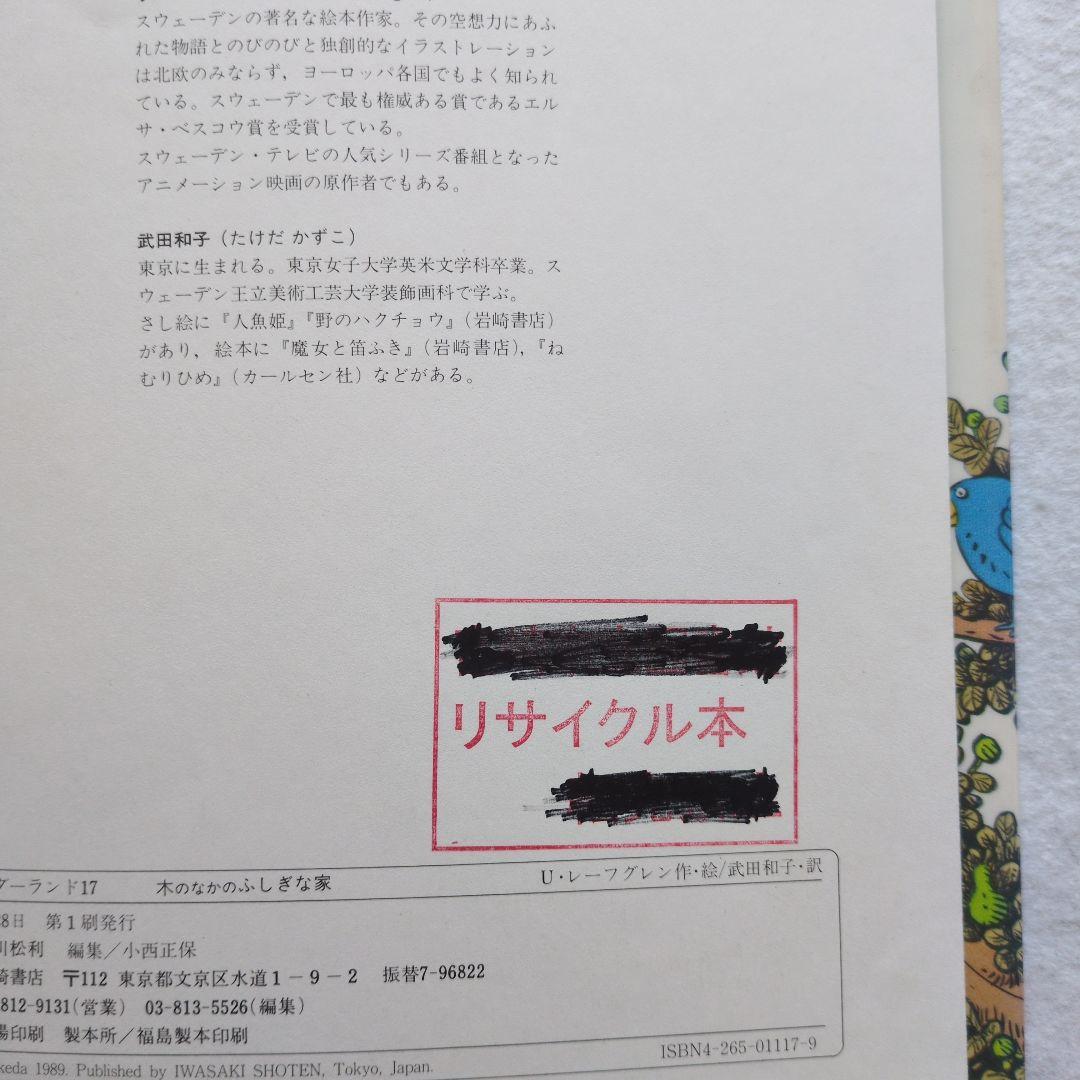 スウェーデンの著名な絵本作家。その空想力にあふ
れた物語とのびのびと独創的なイラストレーション
は北欧のみならず，ヨーロッパ各国でもよく知られ
ている。スウェーデンで最も権威ある賞であるエル
サ・ベスコウ賞を受賞している。
スウェーデン・テレビの人気シリーズ番組となった
アニメーション映画の原作者でもある。
武田和子（たけだ かずこ）
東京に生まれる。東京女子大学英米文学科卒業。ス
ウェーデン王立美術工芸大学装飾画科で学ぶ。
さし絵に『人魚姫』『野のハクチョウ』（岩崎書店）
があり，絵本に『魔女と笛ふき』（岩崎書店），『ね
むりひめ』（カールセン社）などがある。
リサイクル本
ダーランド17 木のなかのふしぎな家 U・レーフグレン作・絵/武田和子・訳
8日 第1刷発行
川松利 編集／小西正保
崎書店 〒112 東京都文京区水道1－9－2 振替7-96822
812-9131(営業) 03-813-5526(編集)
陽印刷 製本所／福島製本印刷
ISBN4-265-01117-9
keda 1989. Published by IWASAKI SHOTEN, Tokyo, Japan.